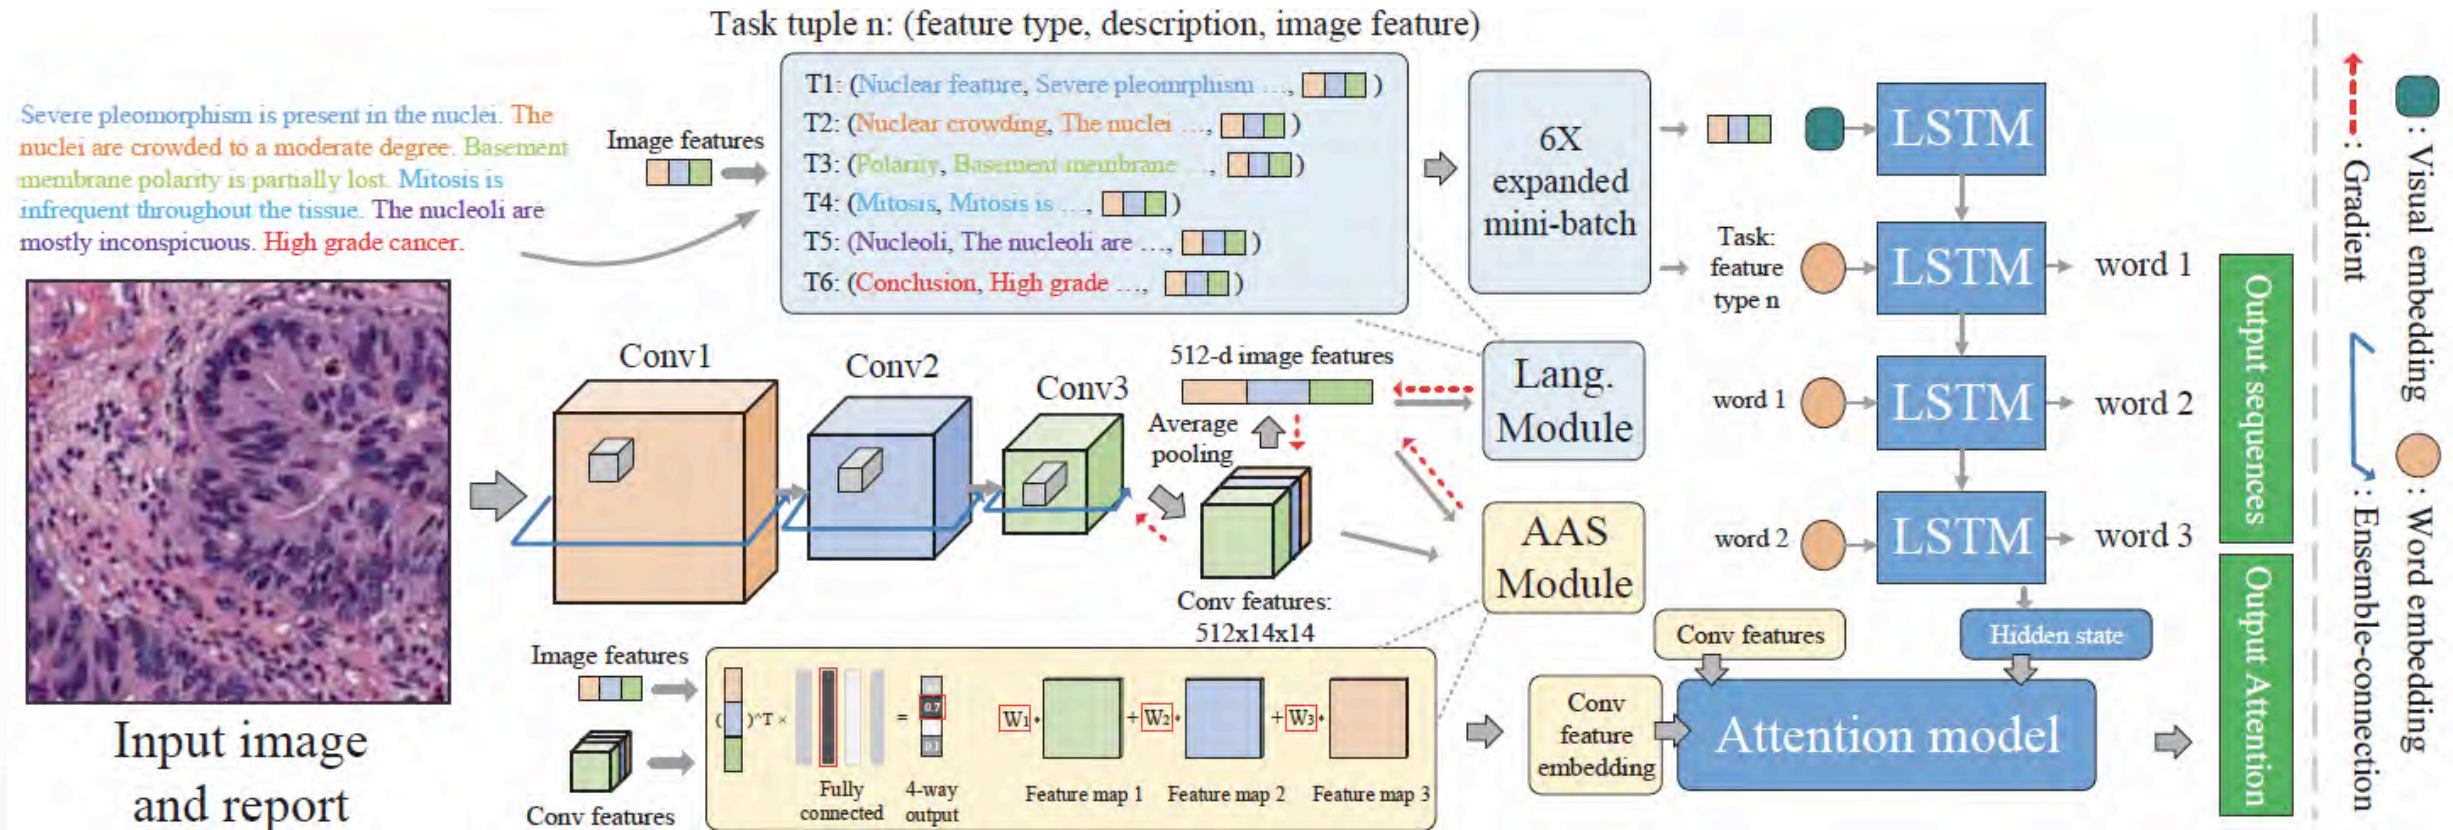 Task tuple n: (feature type, description, image feature)
Severe pleomorphism is present in the nuclei. The
nuclei are crowded to a moderate degree. Basement
membrane polarity is partially lost. Mitosis is
infrequent throughout the tissue. The nucleoli are
mostly inconspicuous. High grade cancer.
Input image
and report
Image features
T1: (Nuclear feature, Severe pleomrphism …, )
T2: (Nuclear crowding, The nuclei …, )
T3: (Polarity, Basement membrane …, )
T4: (Mitosis, Mitosis is …, )
T5: (Nucleoli, The nucleoli are …, )
T6: (Conclusion, High grade …, )
6X
expanded
mini-batch
Conv1
Conv2
Conv3
512-d image features
Average
pooling
Conv features:
512x14x14
Lang.
Module
AAS
Module
Image features
Conv features
( )^T ×
=
0.7
0.1
Fully
connected
4-way
output
W1•
+W2•
+W3•
Feature map 1
Feature map 2
Feature map 3
LSTM
Task:
feature
type n
LSTM
word 1
word 1
LSTM
word 2
word 2
LSTM
word 3
Conv features
Hidden state
Conv
feature
embedding
Attention model
Output sequences
Output Attention
: Gradient
: Ensemble-connection
: Visual embedding
: Word embedding